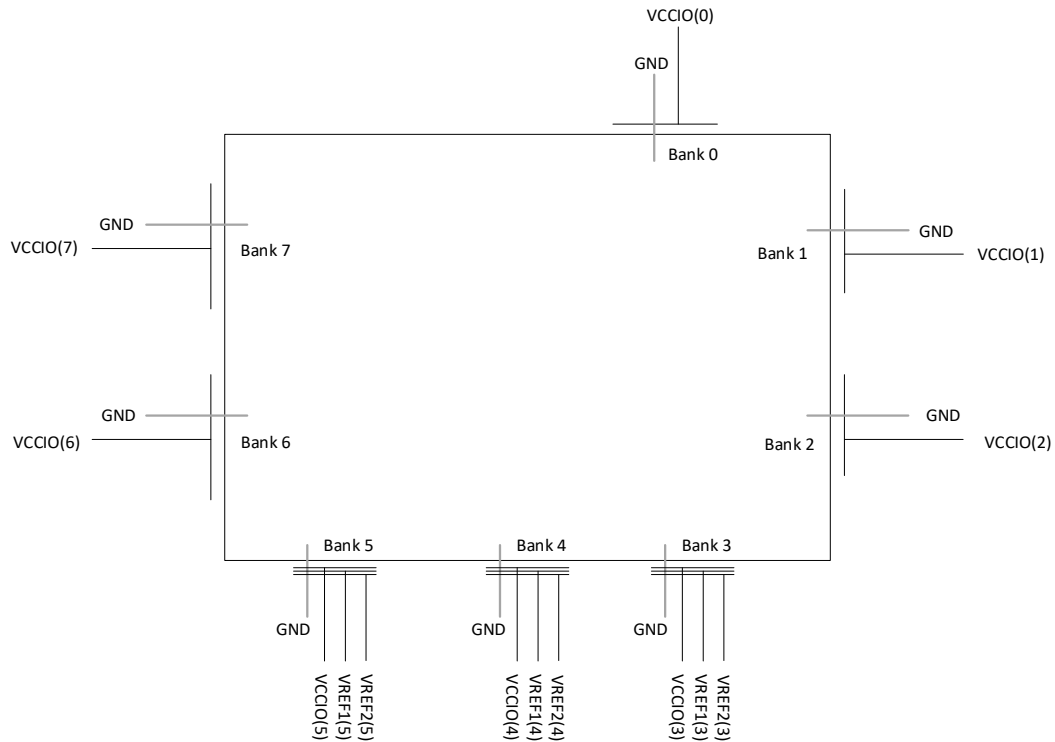 VCCIO(0)
GND
Bank 0
GND
VCCIO(7)
Bank 7
GND
Bank 1
VCCIO(1)
GND
VCCIO(6)
Bank 6
GND
Bank 2
VCCIO(2)
Bank 5
Bank 4
Bank 3
GND
GND
GND
VCCIO(5)
VREF1(5)
VREF2(5)
VCCIO(4)
VREF1(4)
VREF2(4)
VCCIO(3)
VREF1(3)
VREF2(3)